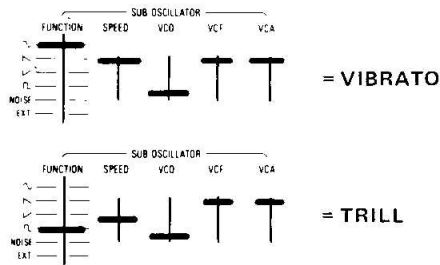 SUB OSCILLATOR
FUNCTION SPEED VCO VCF VCA
NOISE
EXT
= VIBRATO
SUB OSCILLATOR
FUNCTION SPEED VCO VCF VCA
NOISE
EXT
= TRILL